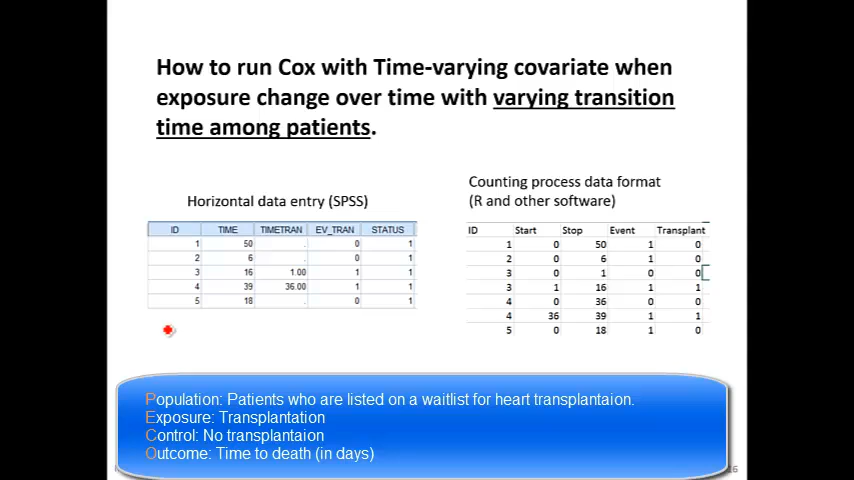 How to run Cox with Time-varying covariate when
exposure change over time with varying transition
time among patients.
Horizontal data entry (SPSS)
ID TIME TIMETRAN EV_TRAN STATUS
1 50 . 0 1
2 6 . 0 1
3 16 1.00 1 1
4 39 36.00 1 1
5 18 . 0 1
Counting process data format
(R and other software)
ID Start Stop Event Transplant
1 0 50 1 0
2 0 6 1 0
3 0 1 0 0
3 1 16 1 1
4 0 36 0 0
4 36 39 1 1
5 0 18 1 0
Population: Patients who are listed on a waitlist for heart transplantaion.
Exposure: Transplantation
Control: No transplantaion
Outcome: Time to death (in days)
16